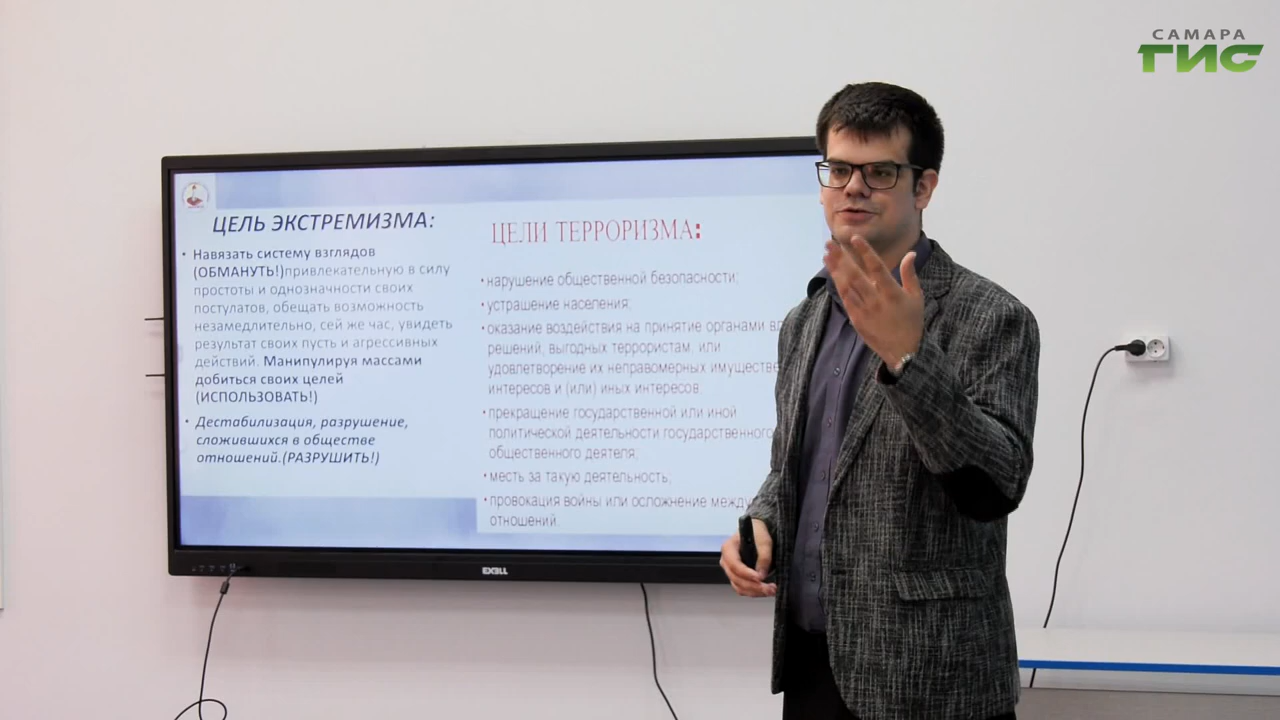 САМАРА
ГИС
ЦЕЛЬ ЭКСТРЕМИЗМА:
• Навязать систему взглядов
(ОБМАНУТЬ!)привлекательную в силу
простоты и однозначности своих
постулатов, обещать возможность
незамедлительно, сей же час, увидеть
результат своих пусть и агрессивных
действий. Манипулируя массами
добиться своих целей
(ИСПОЛЬЗОВАТЬ!)
• Дестабилизация, разрушение,
сложившихся в обществе
отношений.(РАЗРУШИТЬ!)
ЦЕЛИ ТЕРРОРИЗМА:
• нарушение общественной безопасности;
• устрашение населения;
• оказание воздействия на принятие органами
решений, выгодных террористам, или
удовлетворение их неправомерных
интересов и (или) иных интересов.
• прекращение государственной или иной
политической деятельности государственного
общественного деятеля;
• месть за такую деятельность;
• провокация войны или осложнение
отношений.
EXELL